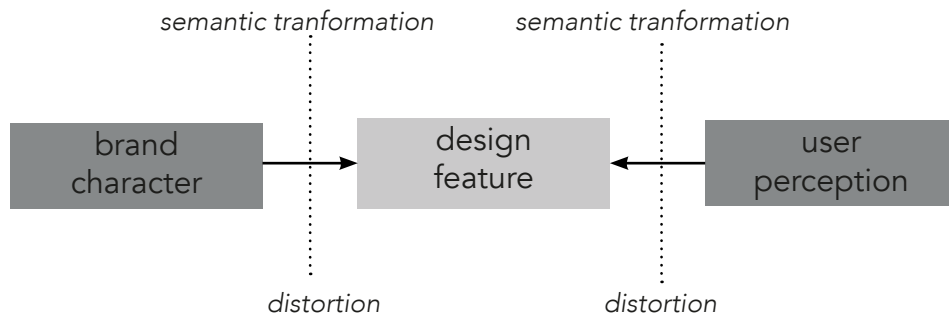 semantic tranformation
semantic tranformation
brand
character
design
feature
user
perception
distortion
distortion